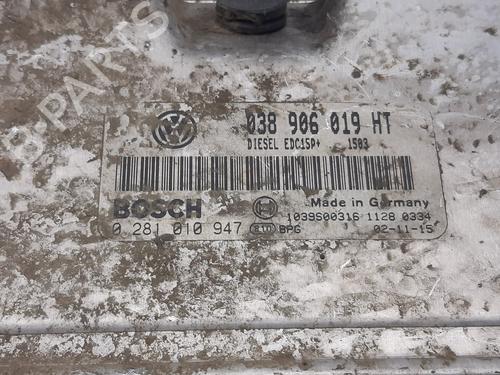 B-PARTS
038 906 019 HT
DIESEL EDC15P+ 1503
BOSCH
Made in Germany
1039S00316 1128 0334
0 281 010 947 E10 BPG 02-11-15